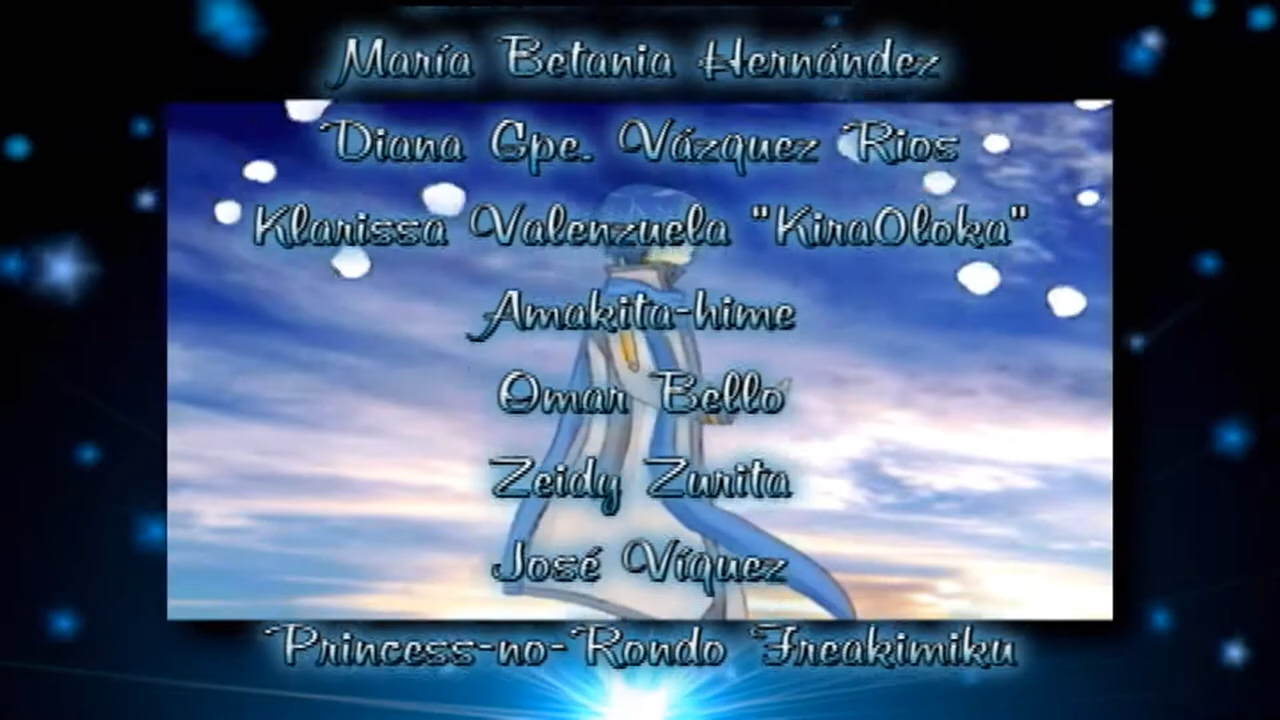 María Betania Hernández
Diana Gpe. Vázquez Rios
Klarissa Valenzuela "KiraOloka"
Amakita-hime
Omar Bello
Zeidy Zurita
José Víquez
Princess-no-Rondo Freakimiku